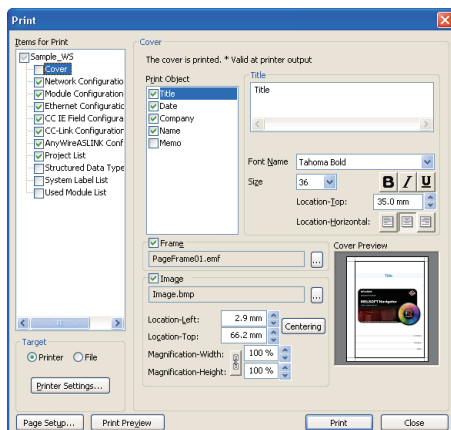 Print
Items for Print
Sample_WS
Cover
Network Configuratio
Module Configuration
Ethernet Configuratic
CC IE Field Configura
CC-Link Configuration
AnyWireASLINK Conf
Project List
Structured Data Type
System Label List
Used Module List
Target
Printer
File
Printer Settings...
Cover
The cover is printed. * Valid at printer output
Print Object
Title
Date
Company
Name
Memo
Title
Title
Font Name
Tahoma Bold
Size
36
B I U
Location-Top:
35.0 mm
Location-Horizontal:
Frame
PageFrame01.emf
...
Image
Image.bmp
...
Location-Left:
2.9 mm
Location-Top:
66.2 mm
Centering
Magnification-Width:
100 %
Magnification-Height:
100 %
Cover Preview
Title
MELSOFT Navigator
Page Setup...
Print Preview
Print
Close